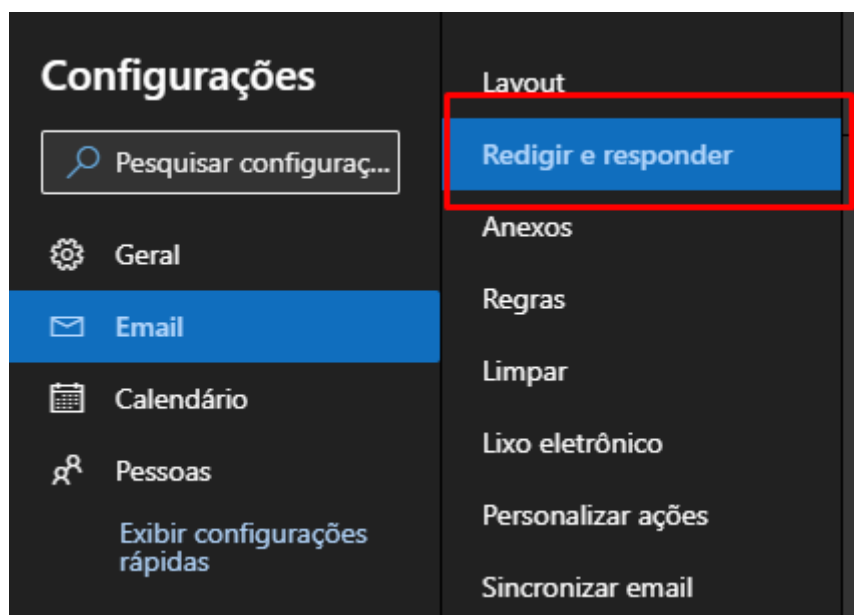 Configurações
Pesquisar configuraç...
Geral
Email
Calendário
Pessoas
Exibir configurações
rápidas
Layout
Redigir e responder
Anexos
Regras
Limpar
Lixo eletrônico
Personalizar ações
Sincronizar email